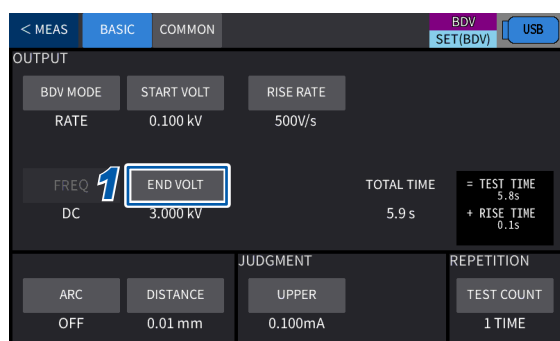 < MEAS BASIC COMMON BDV USB
SET(BDV)
OUTPUT
BDV MODE START VOLT RISE RATE
RATE 0.100 kV 500V/s
FREQ 1 END VOLT TOTAL TIME = TEST TIME
5.8s
DC 3.000 kV 5.9 s + RISE TIME
0.1s
JUDGMENT REPETITION
ARC DISTANCE UPPER TEST COUNT
OFF 0.01 mm 0.100mA 1 TIME